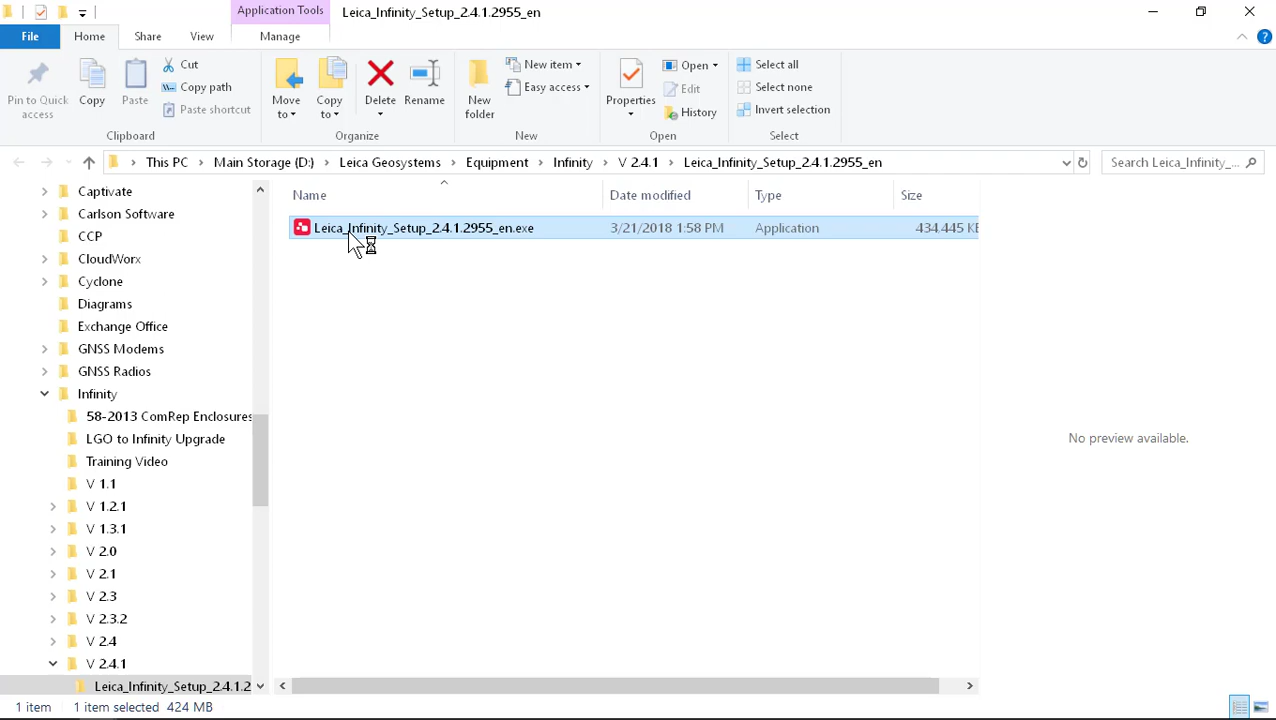 Application Tools
Leica_Infinity_Setup_2.4.1.2955_en
File
Home
Share
View
Manage
Pin to Quick access
Copy
Paste
Cut
Copy path
Paste shortcut
Clipboard
Move to
Copy to
Delete
Rename
Organize
New folder
New item
Easy access
New
Properties
Open
Edit
History
Open
Select all
Select none
Invert selection
Select
This PC
Main Storage (D:)
Leica Geosystems
Equipment
Infinity
V 2.4.1
Leica_Infinity_Setup_2.4.1.2955_en
Search Leica_Infinity_...
Captivate
Carlson Software
CCP
CloudWorx
Cyclone
Diagrams
Exchange Office
GNSS Modems
GNSS Radios
Infinity
58-2013 ComRep Enclosures
LGO to Infinity Upgrade
Training Video
V 1.1
V 1.2.1
V 1.3.1
V 2.0
V 2.1
V 2.3
V 2.3.2
V 2.4
V 2.4.1
Leica_Infinity_Setup_2.4.1.2
Name
Date modified
Type
Size
Leica_Infinity_Setup_2.4.1.2955_en.exe
3/21/2018 1:58 PM
Application
434,445 KB
No preview available.
1 item
1 item selected 424 MB